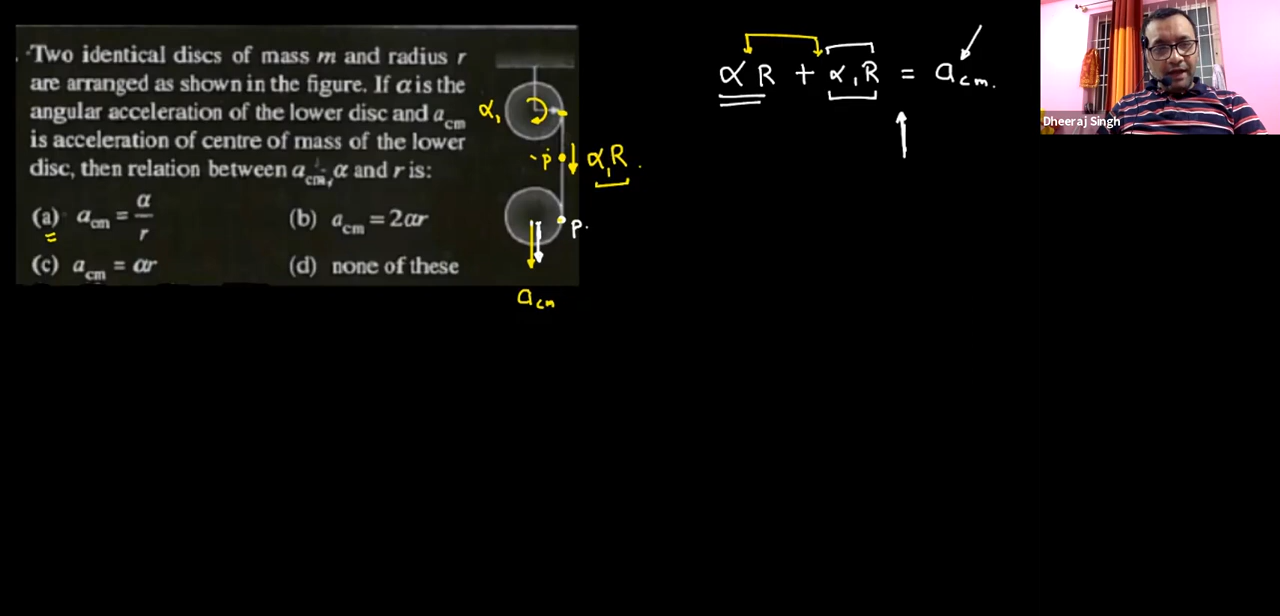 Two identical discs of mass m and radius r
are arranged as shown in the figure. If α is the
angular acceleration of the lower disc and a_cm
is acceleration of centre of mass of the lower
disc, then relation between a_cm, α and r is:
(a) a_cm = α/r (b) a_cm = 2αr
(c) a_cm = αr (d) none of these
α₁
P
α₁R
P.
a_cm
αR + α₁R = a_cm.
Dheeraj Singh